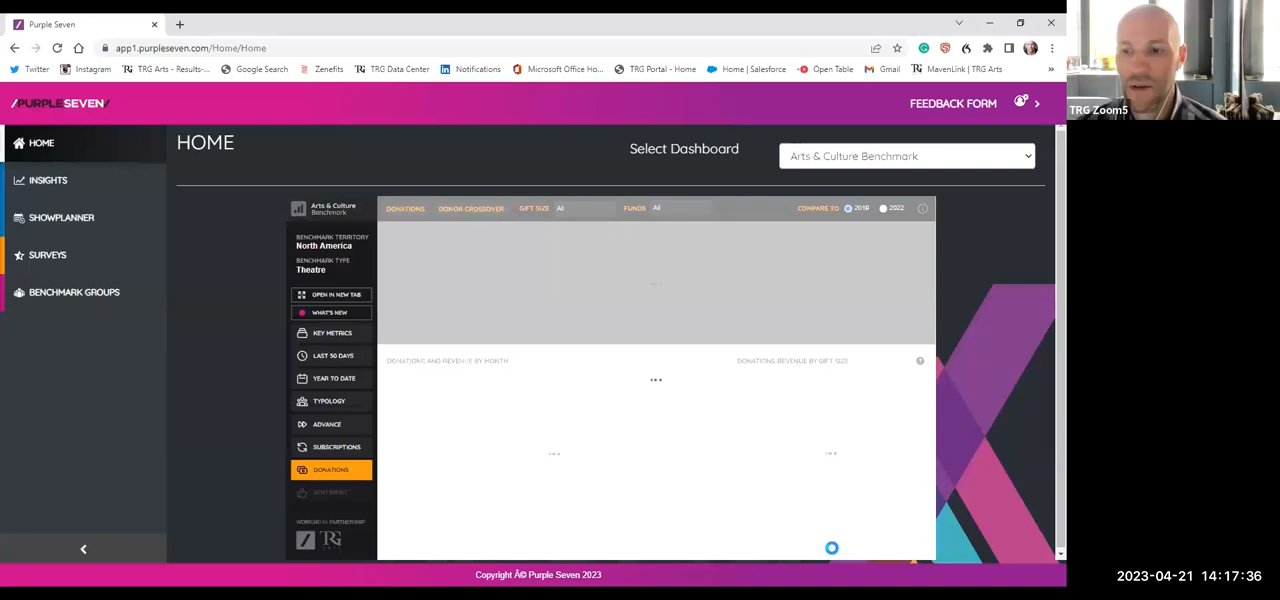 Purple Seven
app1.purpleseven.com/Home/Home
Twitter
Instagram
TRG Arts - Results-...
Google Search
Zenefits
TRG Data Center
Notifications
Microsoft Office Ho...
TRG Portal - Home
Home | Salesforce
Open Table
Gmail
MavenLink | TRG Arts
»
/PURPLESEVEN/
FEEDBACK FORM
HOME
INSIGHTS
SHOWPLANNER
SURVEYS
BENCHMARK GROUPS
HOME
Select Dashboard
Arts & Culture Benchmark
Arts & Culture
Benchmark
DONATIONS
DONOR CROSSOVER
GIFT SIZE
All
FUNDS
All
COMPARE TO
2019
2022
BENCHMARK TERRITORY
North America
BENCHMARK TYPE
Theatre
OPEN IN NEW TAB
WHAT'S NEW
KEY METRICS
LAST 30 DAYS
YEAR TO DATE
TYPOLOGY
ADVANCE
SUBSCRIPTIONS
DONATIONS
SENTIMENT
WORKING IN PARTNERSHIP
TRG
ARTS
DONATIONS AND REVENUE BY MONTH
DONATIONS REVENUE BY GIFT SIZE
Copyright Â© Purple Seven 2023
TRG Zoom5
2023-04-21 14:17:36